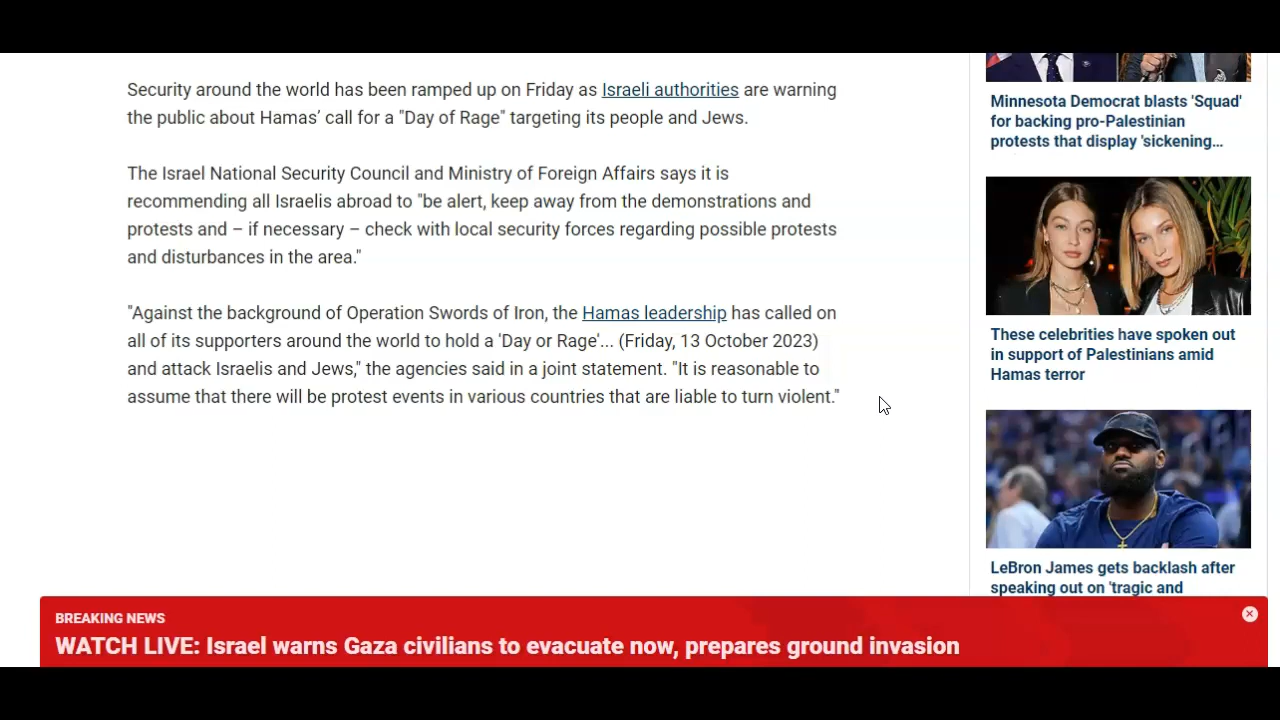 Security around the world has been ramped up on Friday as Israeli authorities are warning
the public about Hamas’ call for a "Day of Rage" targeting its people and Jews.
The Israel National Security Council and Ministry of Foreign Affairs says it is
recommending all Israelis abroad to "be alert, keep away from the demonstrations and
protests and – if necessary – check with local security forces regarding possible protests
and disturbances in the area."
"Against the background of Operation Swords of Iron, the Hamas leadership has called on
all of its supporters around the world to hold a 'Day or Rage'... (Friday, 13 October 2023)
and attack Israelis and Jews," the agencies said in a joint statement. "It is reasonable to
assume that there will be protest events in various countries that are liable to turn violent."
Minnesota Democrat blasts 'Squad'
for backing pro-Palestinian
protests that display 'sickening...
These celebrities have spoken out
in support of Palestinians amid
Hamas terror
LeBron James gets backlash after
speaking out on 'tragic and
BREAKING NEWS
WATCH LIVE: Israel warns Gaza civilians to evacuate now, prepares ground invasion